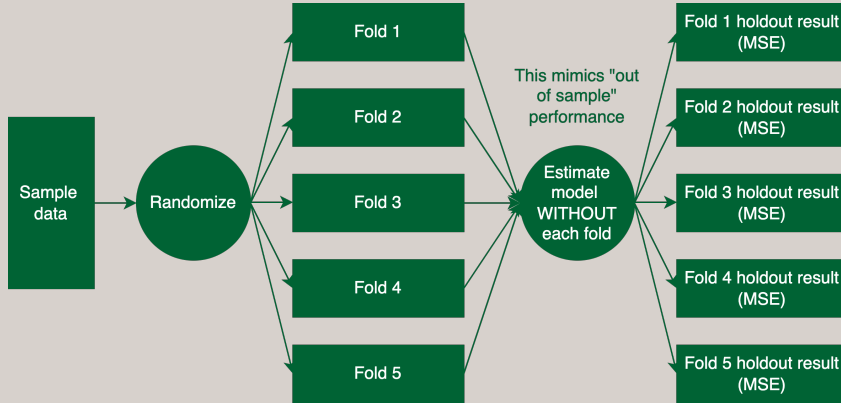 Sample
data
Randomize
Fold 1
Fold 2
Fold 3
Fold 4
Fold 5
This mimics "out
of sample"
performance
Estimate
model
WITHOUT
each fold
Fold 1 holdout result
(MSE)
Fold 2 holdout result
(MSE)
Fold 3 holdout result
(MSE)
Fold 4 holdout result
(MSE)
Fold 5 holdout result
(MSE)